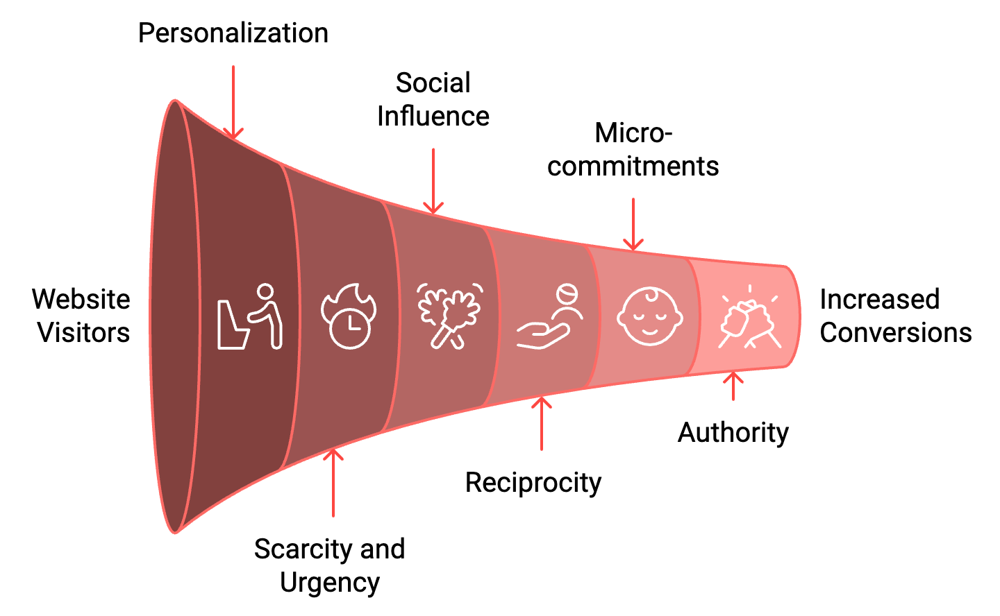 Personalization
Social
Influence
Micro-
commitments
Website
Visitors
Increased
Conversions
Authority
Reciprocity
Scarcity and
Urgency